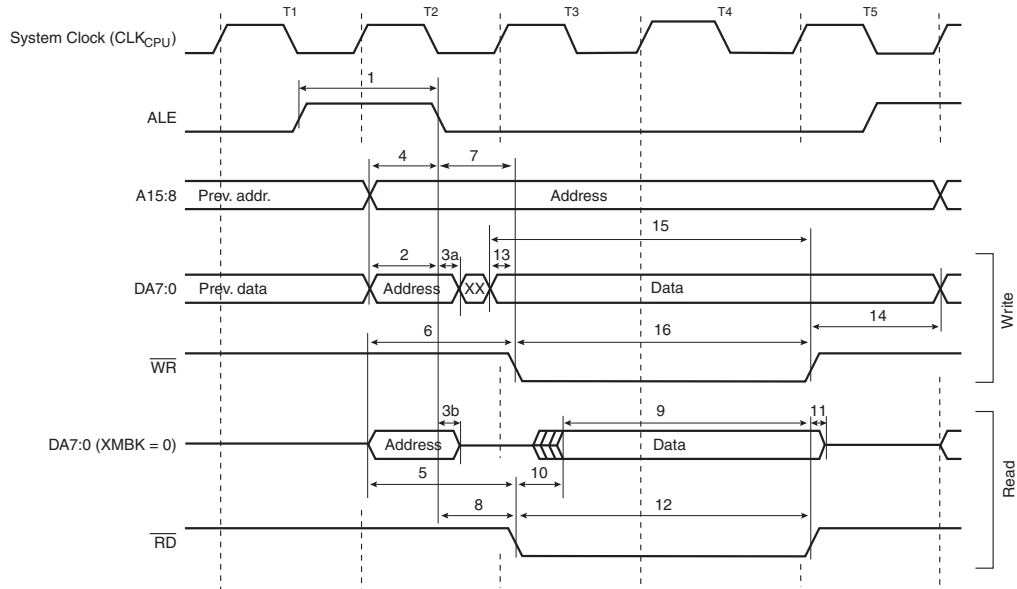 T1 T2 T3 T4 T5
System Clock (CLKCPU)
1
ALE
4 7
A15:8 Prev. addr. Address
15
2 3a 13
DA7:0 Prev. data Address XX Data
14
6 16
WR
Write
3b 9 11
DA7:0 (XMBK = 0) Address Data
5 10
8 12
RD
Read